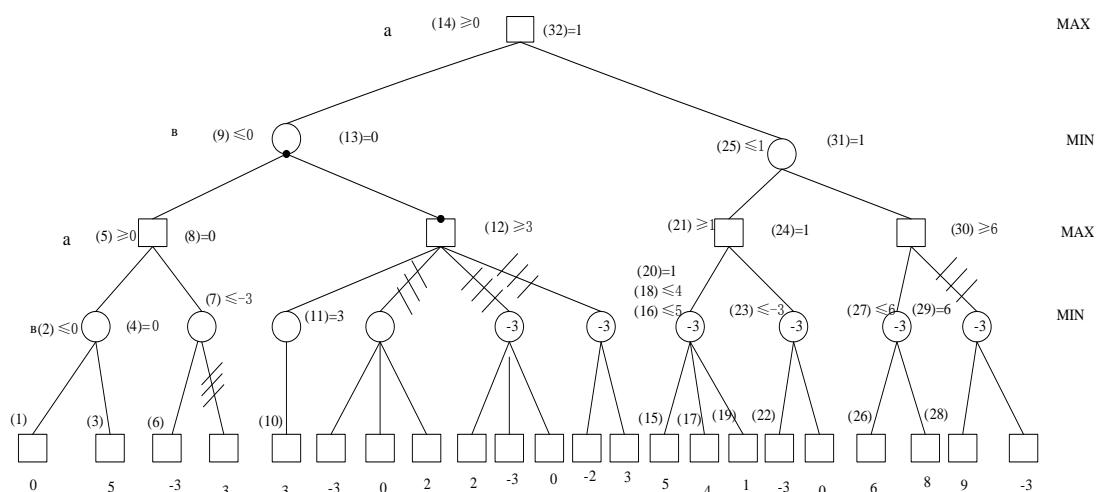 a (14) ≥0 (32)=1 MAX
в (9) ≤0 (13)=0 (25) ≤1 (31)=1 MIN
a (5) ≥0 (8)=0 (12) ≥3 (21) ≥1 (24)=1 (30) ≥6 MAX
(20)=1
(18) ≤4
(7) ≤-3 (11)=3 (16) ≤5 (23) ≤-3 (27) ≤6 (29)=6 MIN
в(2) ≤0 (4)=0 -3 -3 -3 -3 -3 -3
(1) (3) (6) (10) (15) (17) (19) (22) (26) (28)
0 5 -3 3 3 -3 0 2 2 -3 0 -2 3 5 4 1 -3 0 6 8 9 -3